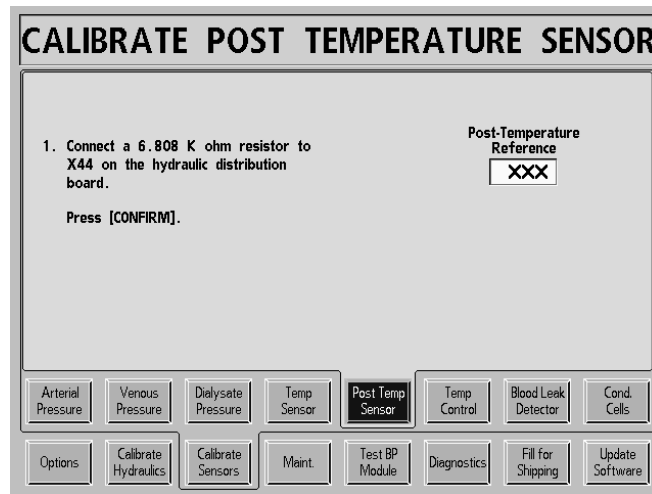 CALIBRATE POST TEMPERATURE SENSOR
1. Connect a 6.808 K ohm resistor to
X44 on the hydraulic distribution
board.
Press [CONFIRM].
Post-Temperature
Reference
XXX
Arterial
Pressure
Venous
Pressure
Dialysate
Pressure
Temp
Sensor
Post Temp
Sensor
Temp
Control
Blood Leak
Detector
Cond.
Cells
Options
Calibrate
Hydraulics
Calibrate
Sensors
Maint.
Test BP
Module
Diagnostics
Fill for
Shipping
Update
Software